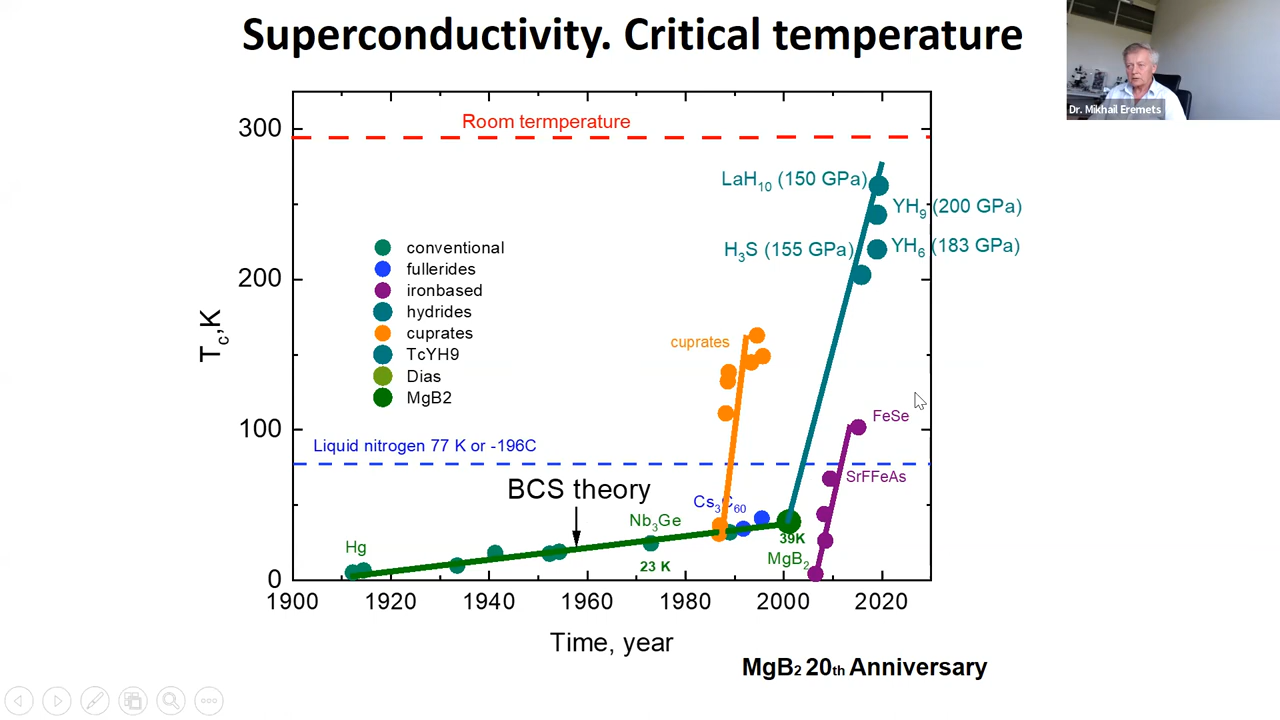 Superconductivity. Critical temperature
Dr. Mikhail Eremets
Room termperature
300
200
100
0
T_c,K
LaH₁₀ (150 GPa)
YH₉ (200 GPa)
H₃S (155 GPa)
YH₆ (183 GPa)
conventional
fullerides
ironbased
hydrides
cuprates
TcYH9
Dias
MgB2
cuprates
FeSe
Liquid nitrogen 77 K or -196C
SrFFeAs
BCS theory
Cs₃C₆₀
Nb₃Ge
Hg
39K
MgB₂
23 K
1900 1920 1940 1960 1980 2000 2020
Time, year
MgB₂ 20th Anniversary